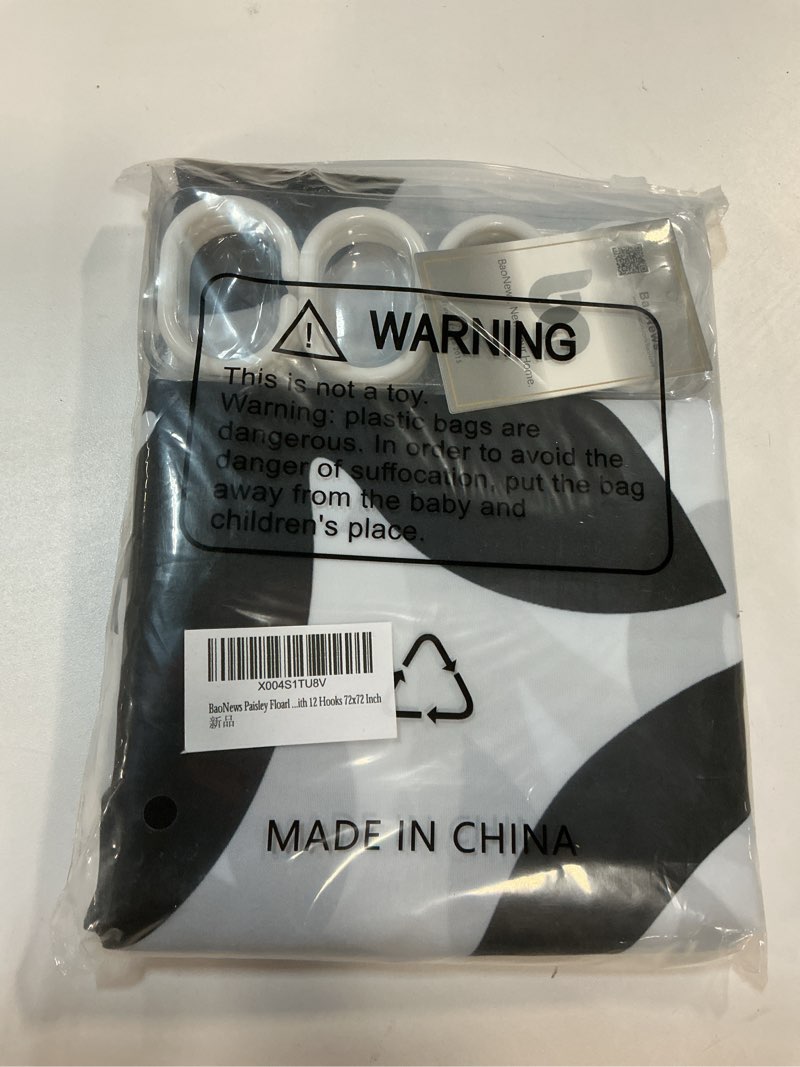 BaoNews
! WARNING
This is not a toy.
Warning: plastic bags are
dangerous. In order to avoid the
danger of suffocation, put the bag
away from the baby and
children's place.
X004S1TU8V
BaoNews Paisley Floarl ...ith 12 Hooks 72x72 Inch
新品
MADE IN CHINA